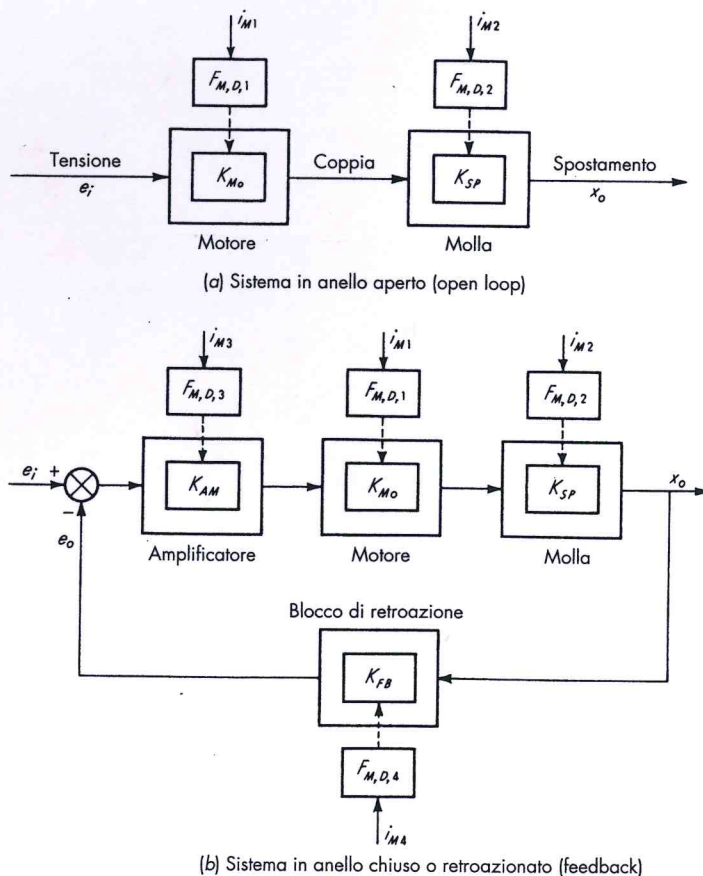 i_M1 i_M2
F_M,D,1 F_M,D,2
Tensione Coppia Spostamento
e_i K_Mo K_SP x_o
Motore Molla
(a) Sistema in anello aperto (open loop)
i_M3 i_M1 i_M2
F_M,D,3 F_M,D,1 F_M,D,2
e_i + K_AM K_Mo K_SP x_o
−
e_o Amplificatore Motore Molla
Blocco di retroazione
K_FB
F_M,D,4
i_M4
(b) Sistema in anello chiuso o retroazionato (feedback)